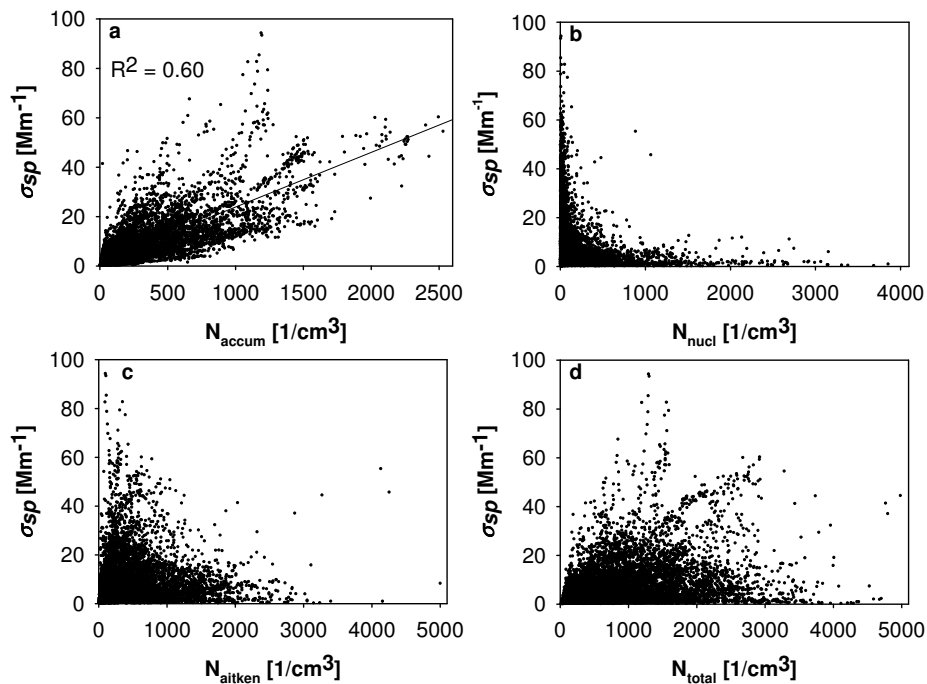 a
R² = 0.60
σsp [Mm⁻¹]
100
80
60
40
20
0
0 500 1000 1500 2000 2500
Naccum [1/cm³]
b
σsp [Mm⁻¹]
100
80
60
40
20
0
0 1000 2000 3000 4000
Nnucl [1/cm³]
c
σsp [Mm⁻¹]
100
80
60
40
20
0
0 1000 2000 3000 4000 5000
Naitken [1/cm³]
d
σsp [Mm⁻¹]
100
80
60
40
20
0
0 1000 2000 3000 4000 5000
Ntotal [1/cm³]